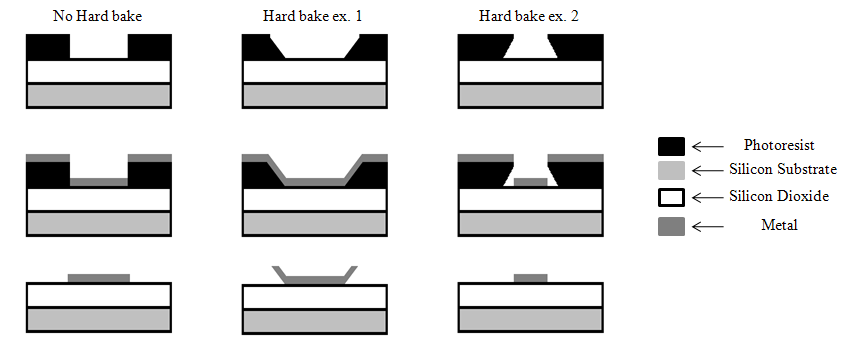 No Hard bake
Hard bake ex. 1
Hard bake ex. 2
Photoresist
Silicon Substrate
Silicon Dioxide
Metal